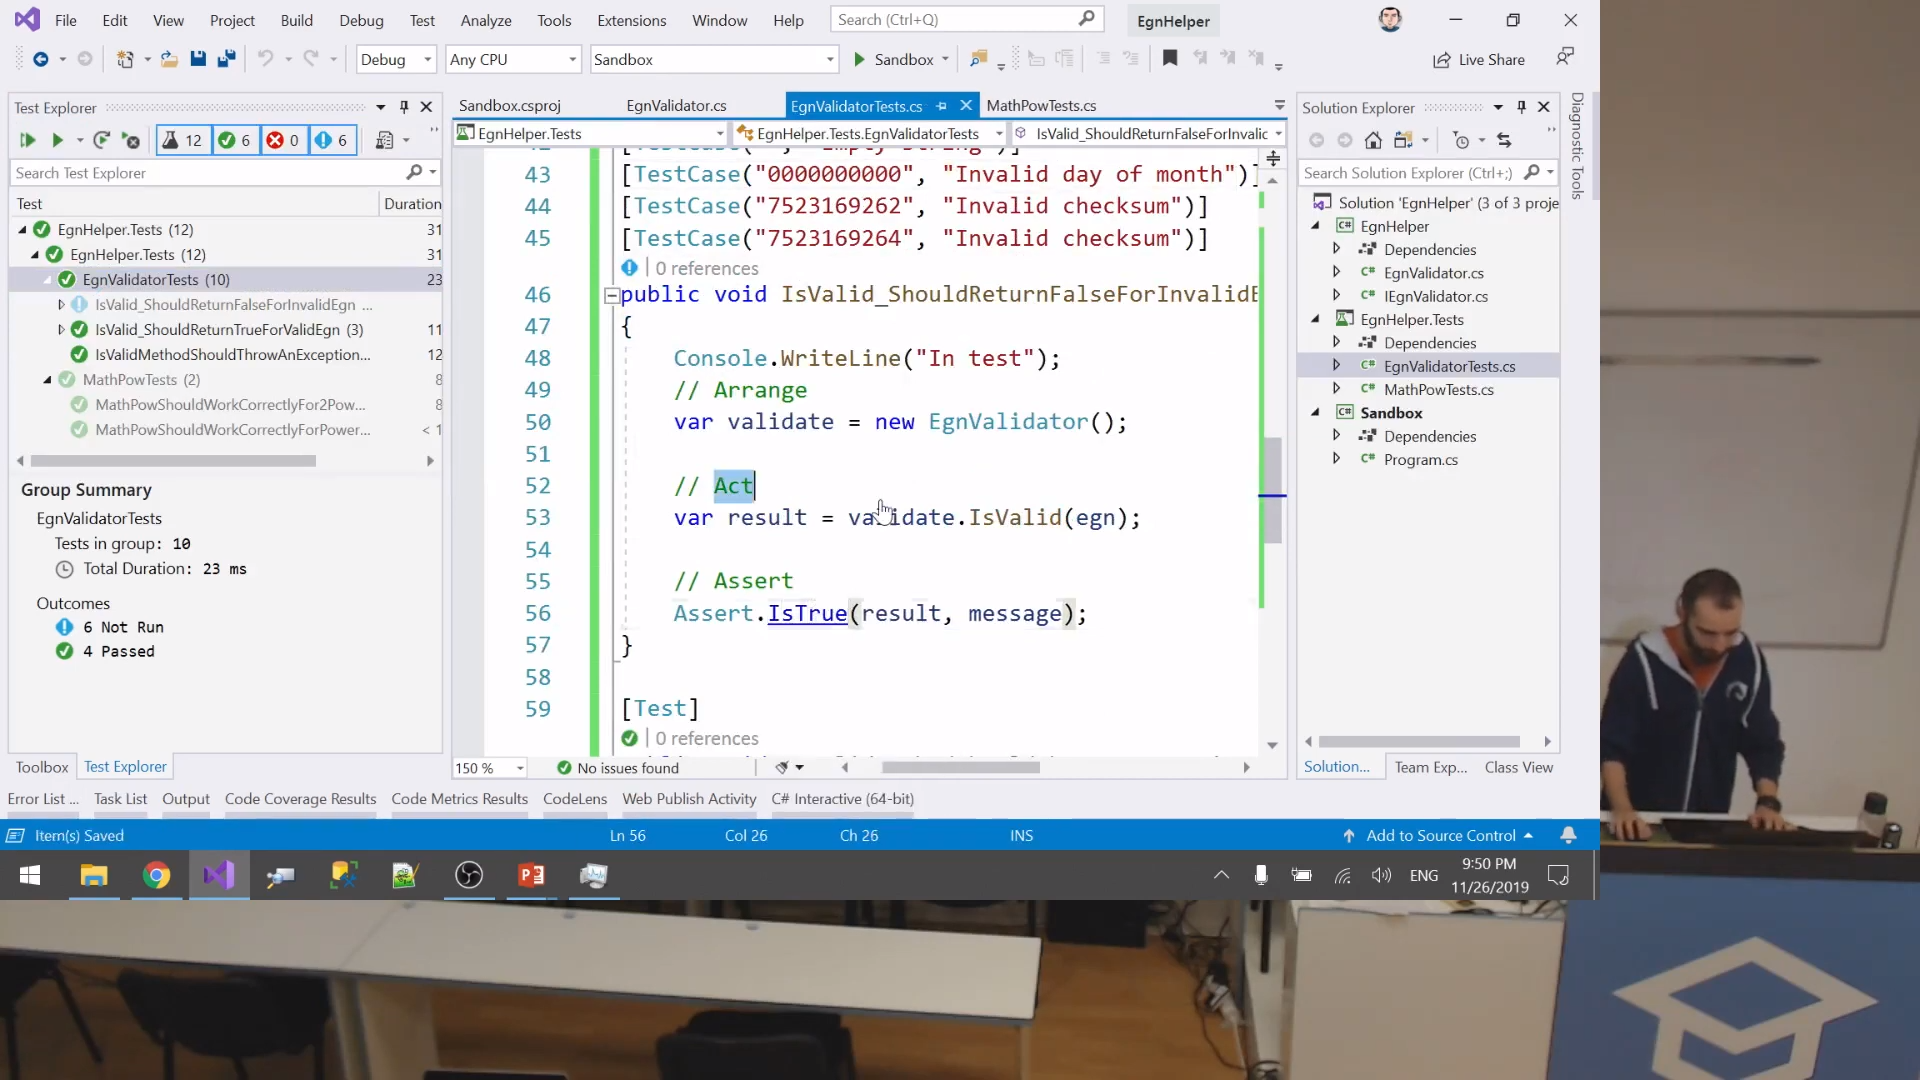 File Edit View Project Build Debug Test Analyze Tools Extensions Window Help Search (Ctrl+Q) EgnHelper
Debug Any CPU Sandbox Sandbox Live Share
Test Explorer
12 6 0 6
Search Test Explorer
Test Duration
EgnHelper.Tests (12) 31
EgnHelper.Tests (12) 31
EgnValidatorTests (10) 23
IsValid_ShouldReturnFalseForInvalidEgn ...
IsValid_ShouldReturnTrueForValidEgn (3) 11
IsValidMethodShouldThrowAnException... 12
MathPowTests (2) 8
MathPowShouldWorkCorrectlyFor2Pow... 8
MathPowShouldWorkCorrectlyForPower... < 1
Group Summary
EgnValidatorTests
Tests in group: 10
Total Duration: 23 ms
Outcomes
6 Not Run
4 Passed
Toolbox Test Explorer
Sandbox.csproj EgnValidator.cs EgnValidatorTests.cs MathPowTests.cs
EgnHelper.Tests EgnHelper.Tests.EgnValidatorTests IsValid_ShouldReturnFalseForInvalic
43 [TestCase("0000000000", "Invalid day of month")]
44 [TestCase("7523169262", "Invalid checksum")]
45 [TestCase("7523169264", "Invalid checksum")]
0 references
46 public void IsValid_ShouldReturnFalseForInvalidE
47 {
48 Console.WriteLine("In test");
49 // Arrange
50 var validate = new EgnValidator();
51
52 // Act
53 var result = validate.IsValid(egn);
54
55 // Assert
56 Assert.IsTrue(result, message);
57 }
58
59 [Test]
0 references
150 % No issues found
Solution Explorer
Search Solution Explorer (Ctrl+;)
Solution 'EgnHelper' (3 of 3 proje
EgnHelper
Dependencies
EgnValidator.cs
IEgnValidator.cs
EgnHelper.Tests
Dependencies
EgnValidatorTests.cs
MathPowTests.cs
Sandbox
Dependencies
Program.cs
Solution... Team Exp... Class View
Diagnostic Tools
Error List ... Task List Output Code Coverage Results Code Metrics Results CodeLens Web Publish Activity C# Interactive (64-bit)
Item(s) Saved Ln 56 Col 26 Ch 26 INS Add to Source Control
ENG 9:50 PM
11/26/2019